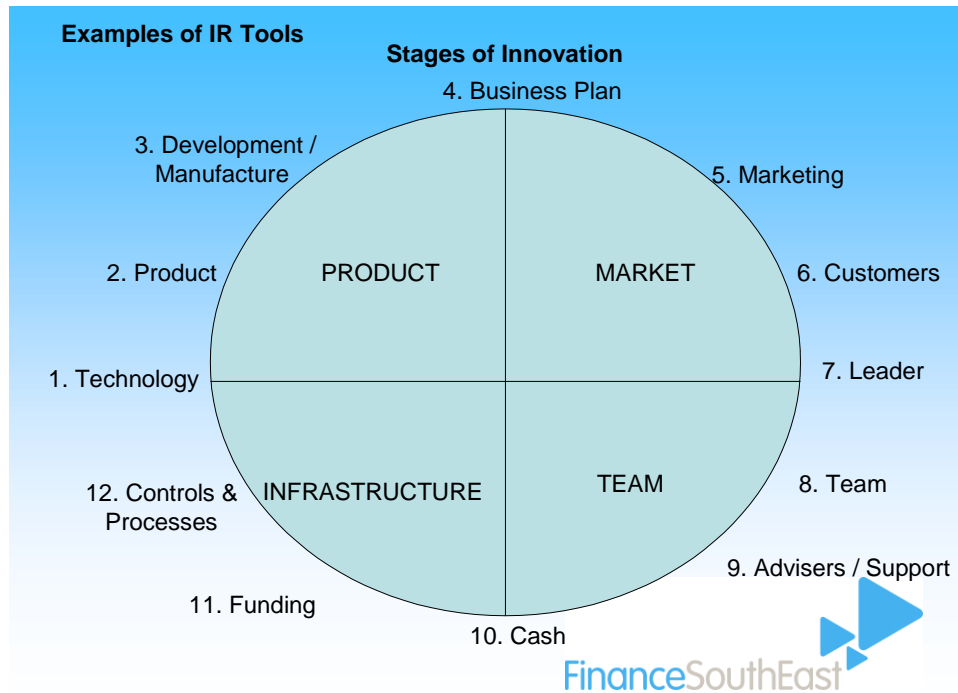 Examples of IR Tools
Stages of Innovation
4. Business Plan
3. Development /
Manufacture
5. Marketing
2. Product
PRODUCT
MARKET
6. Customers
1. Technology
7. Leader
12. Controls &
Processes
INFRASTRUCTURE
TEAM
8. Team
9. Advisers / Support
11. Funding
10. Cash
FinanceSouthEast